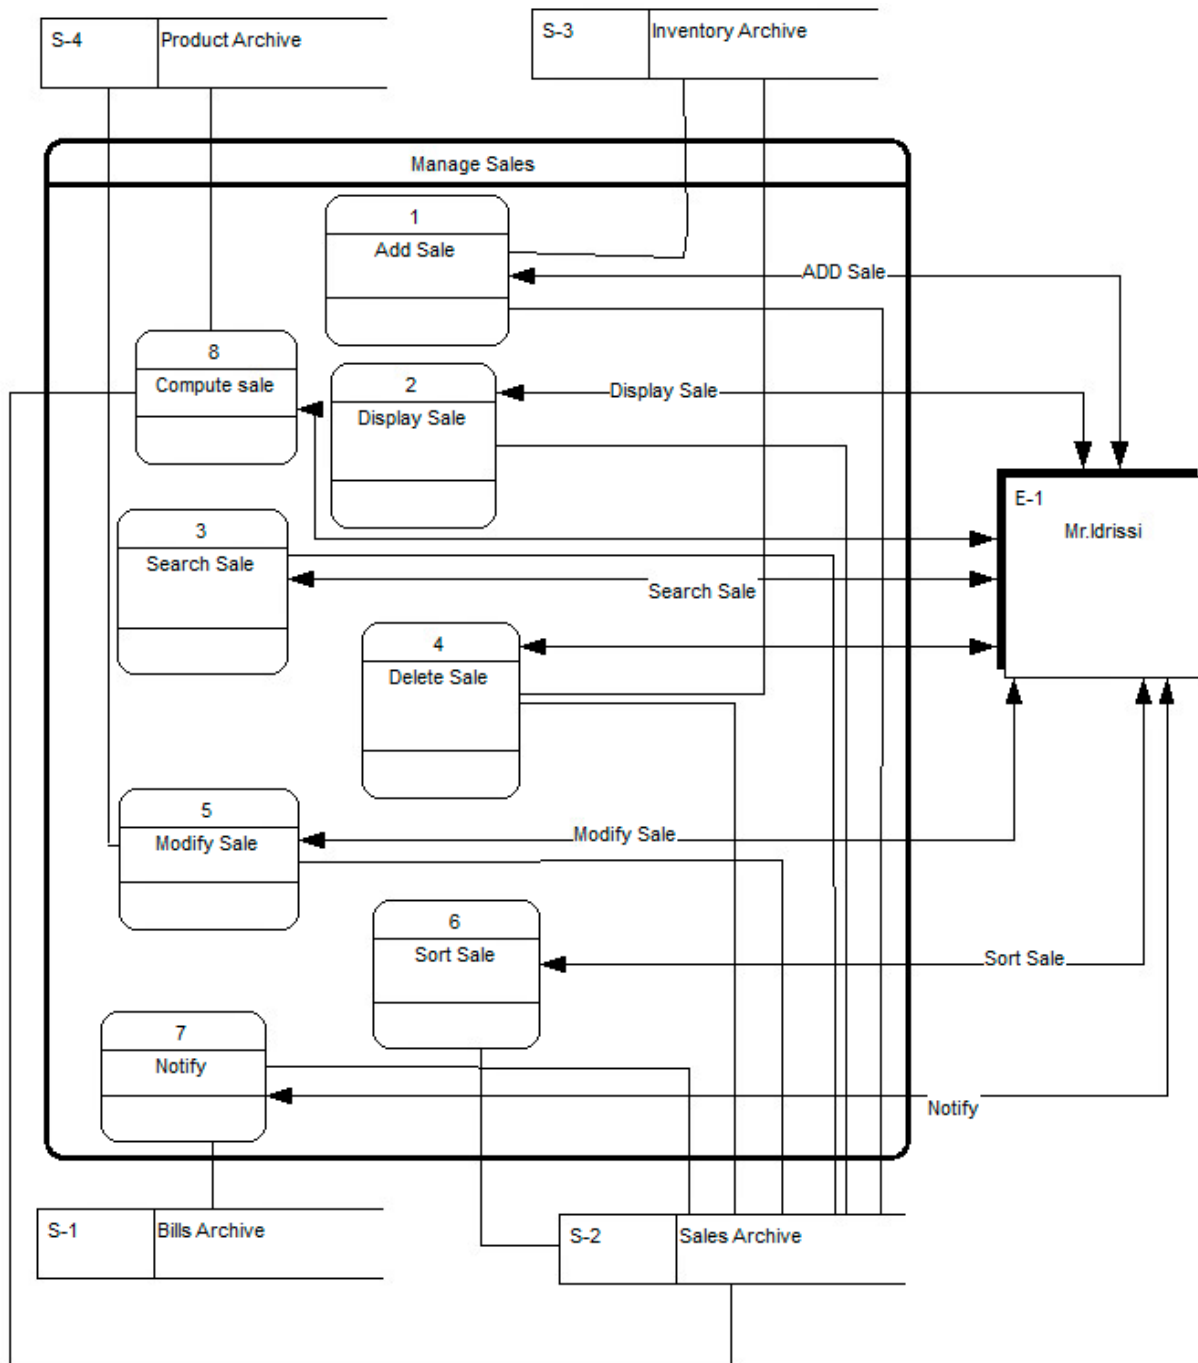 S-4
Product Archive
S-3
Inventory Archive
Manage Sales
1
Add Sale
ADD Sale
8
Compute sale
2
Display Sale
Display Sale
E-1
Mr.Idrissi
3
Search Sale
Search Sale
4
Delete Sale
5
Modify Sale
Modify Sale
6
Sort Sale
Sort Sale
7
Notify
Notify
S-1
Bills Archive
S-2
Sales Archive